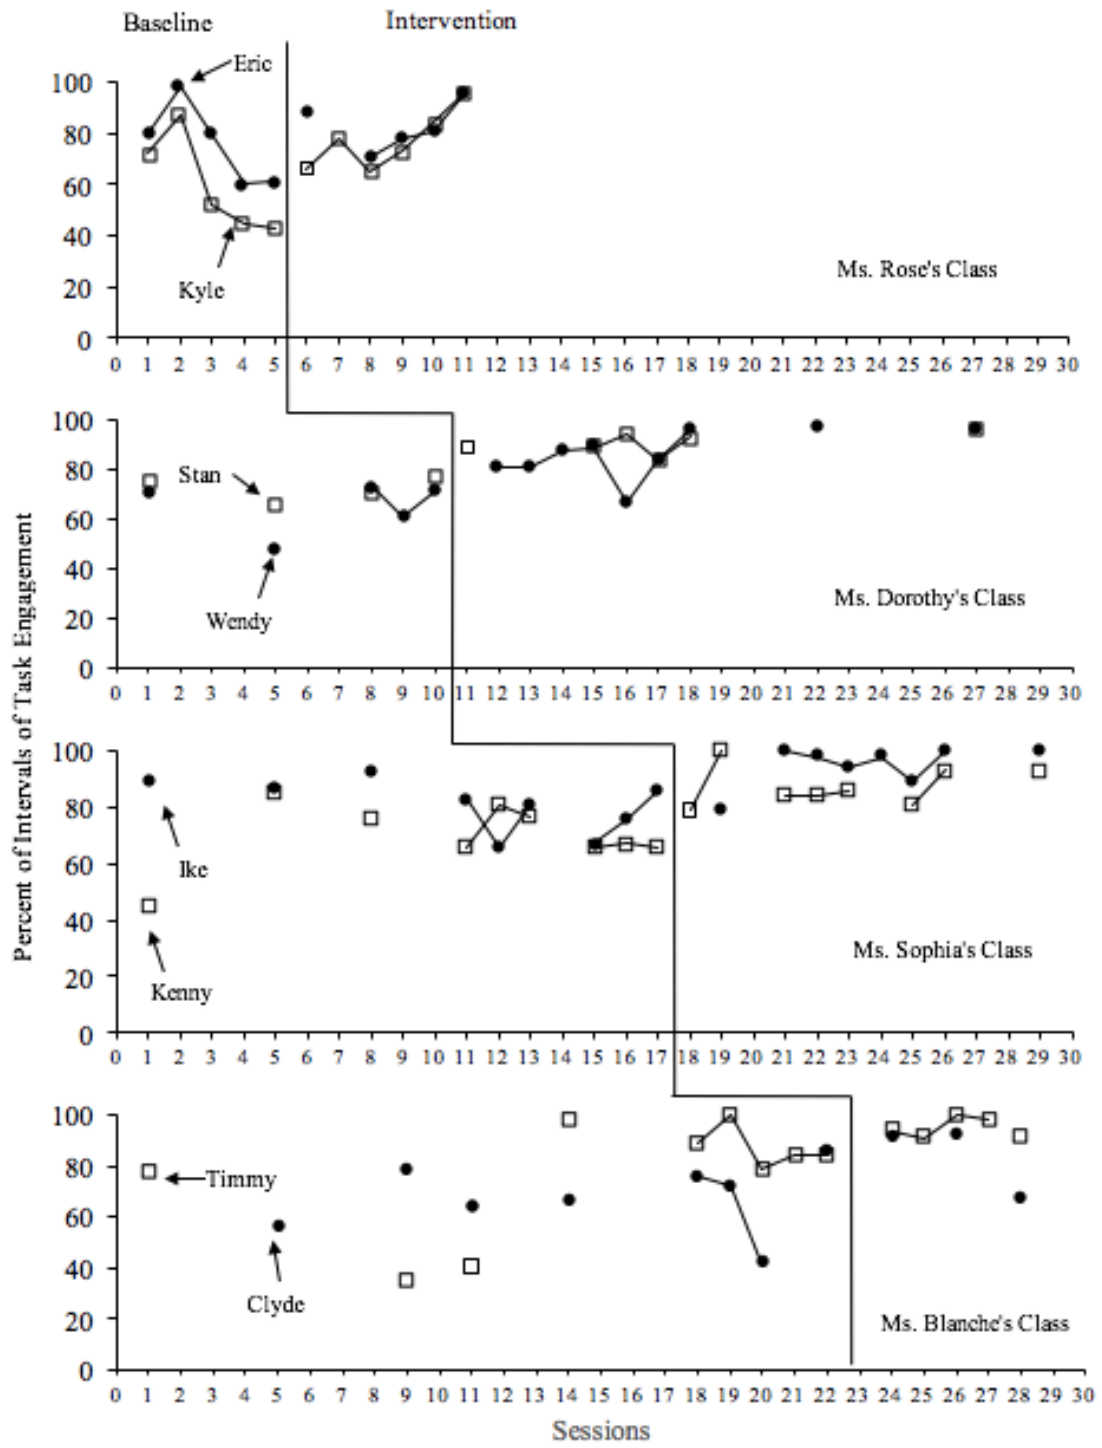 Baseline Intervention
Eric
100
80
60
40
Kyle
20
Ms. Rose's Class
0
0 1 2 3 4 5 6 7 8 9 10 11 12 13 14 15 16 17 18 19 20 21 22 23 24 25 26 27 28 29 30
100
80
Stan
60
40
Wendy
20
Ms. Dorothy's Class
0
0 1 2 3 4 5 6 7 8 9 10 11 12 13 14 15 16 17 18 19 20 21 22 23 24 25 26 27 28 29 30
Percent of Intervals of Task Engagement
100
80
60
Ike
40
20
Kenny
Ms. Sophia's Class
0
0 1 2 3 4 5 6 7 8 9 10 11 12 13 14 15 16 17 18 19 20 21 22 23 24 25 26 27 28 29 30
100
80
Timmy
60
40
Clyde
20
Ms. Blanche's Class
0
0 1 2 3 4 5 6 7 8 9 10 11 12 13 14 15 16 17 18 19 20 21 22 23 24 25 26 27 28 29 30
Sessions